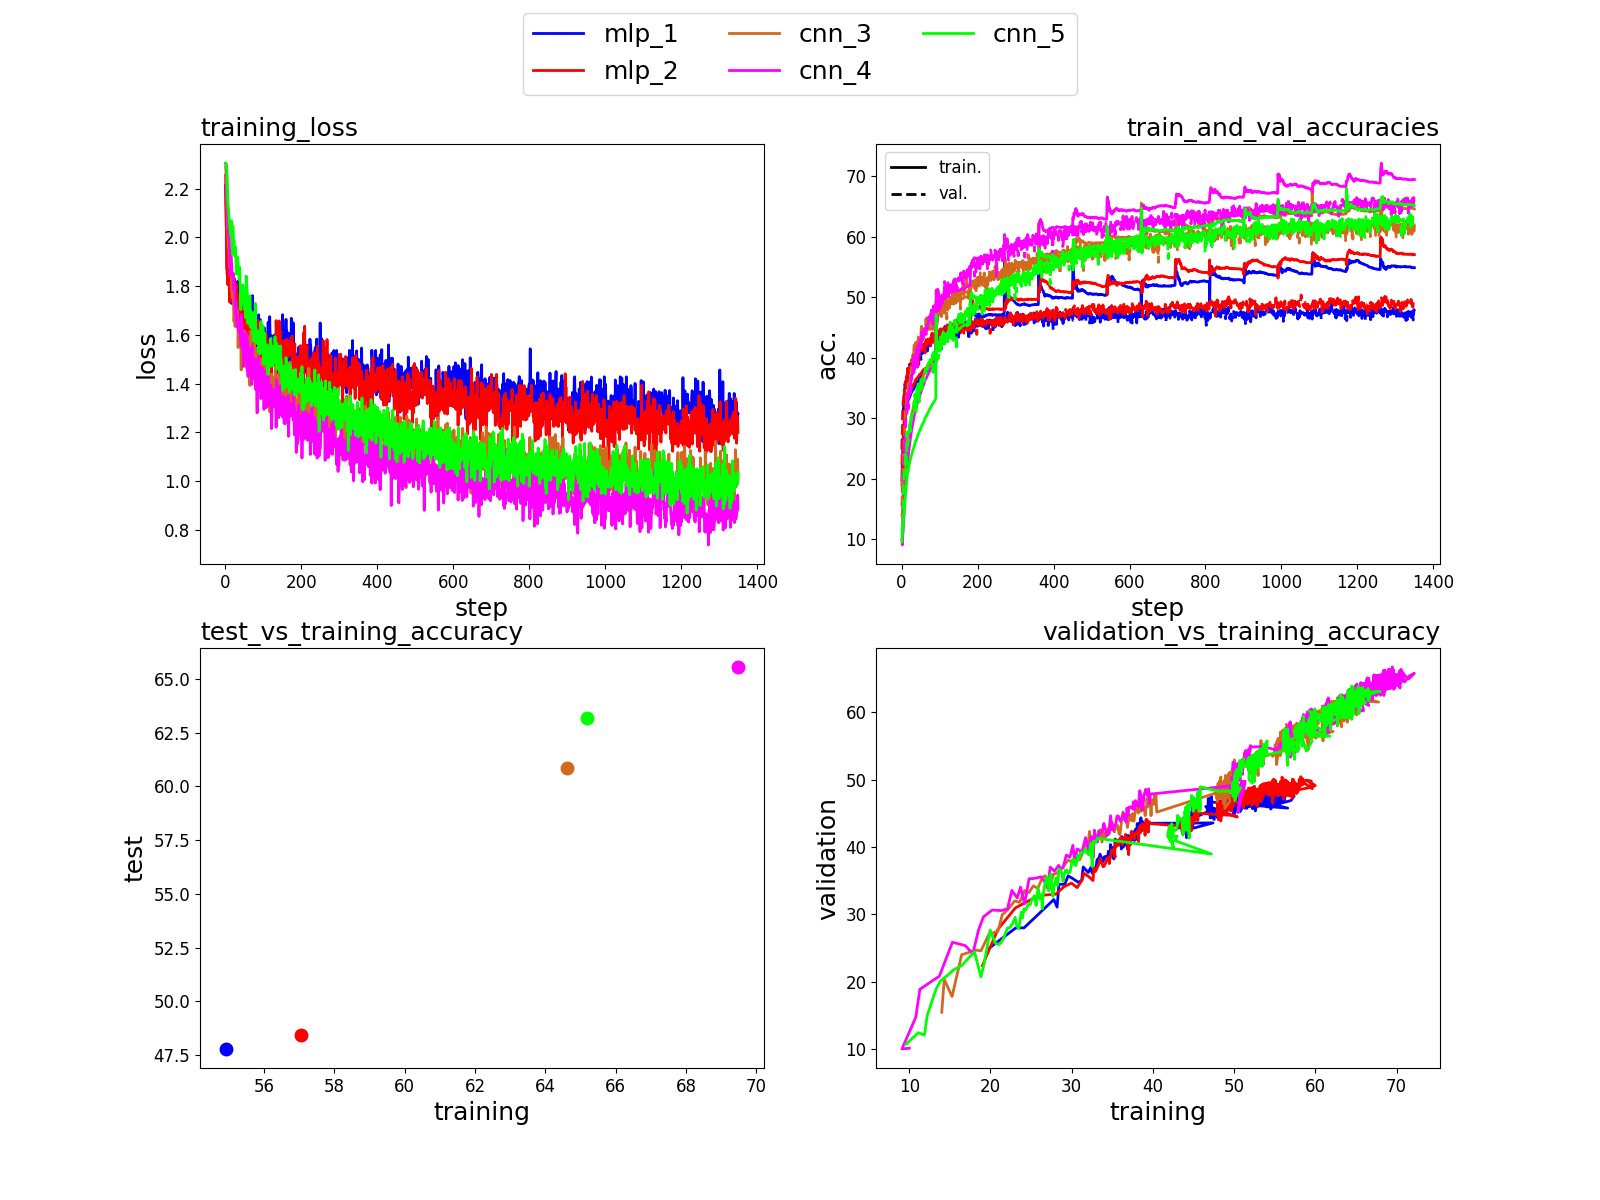 mlp_1 cnn_3 cnn_5
mlp_2 cnn_4
training_loss
2.2
2.0
1.8
1.6
1.4
1.2
1.0
0.8
loss
0 200 400 600 800 1000 1200 1400
step
train_and_val_accuracies
train.
val.
70
60
50
40
30
20
10
acc.
0 200 400 600 800 1000 1200 1400
step
test_vs_training_accuracy
65.0
62.5
60.0
57.5
55.0
52.5
50.0
47.5
test
56 58 60 62 64 66 68 70
training
validation_vs_training_accuracy
60
50
40
30
20
10
validation
10 20 30 40 50 60 70
training